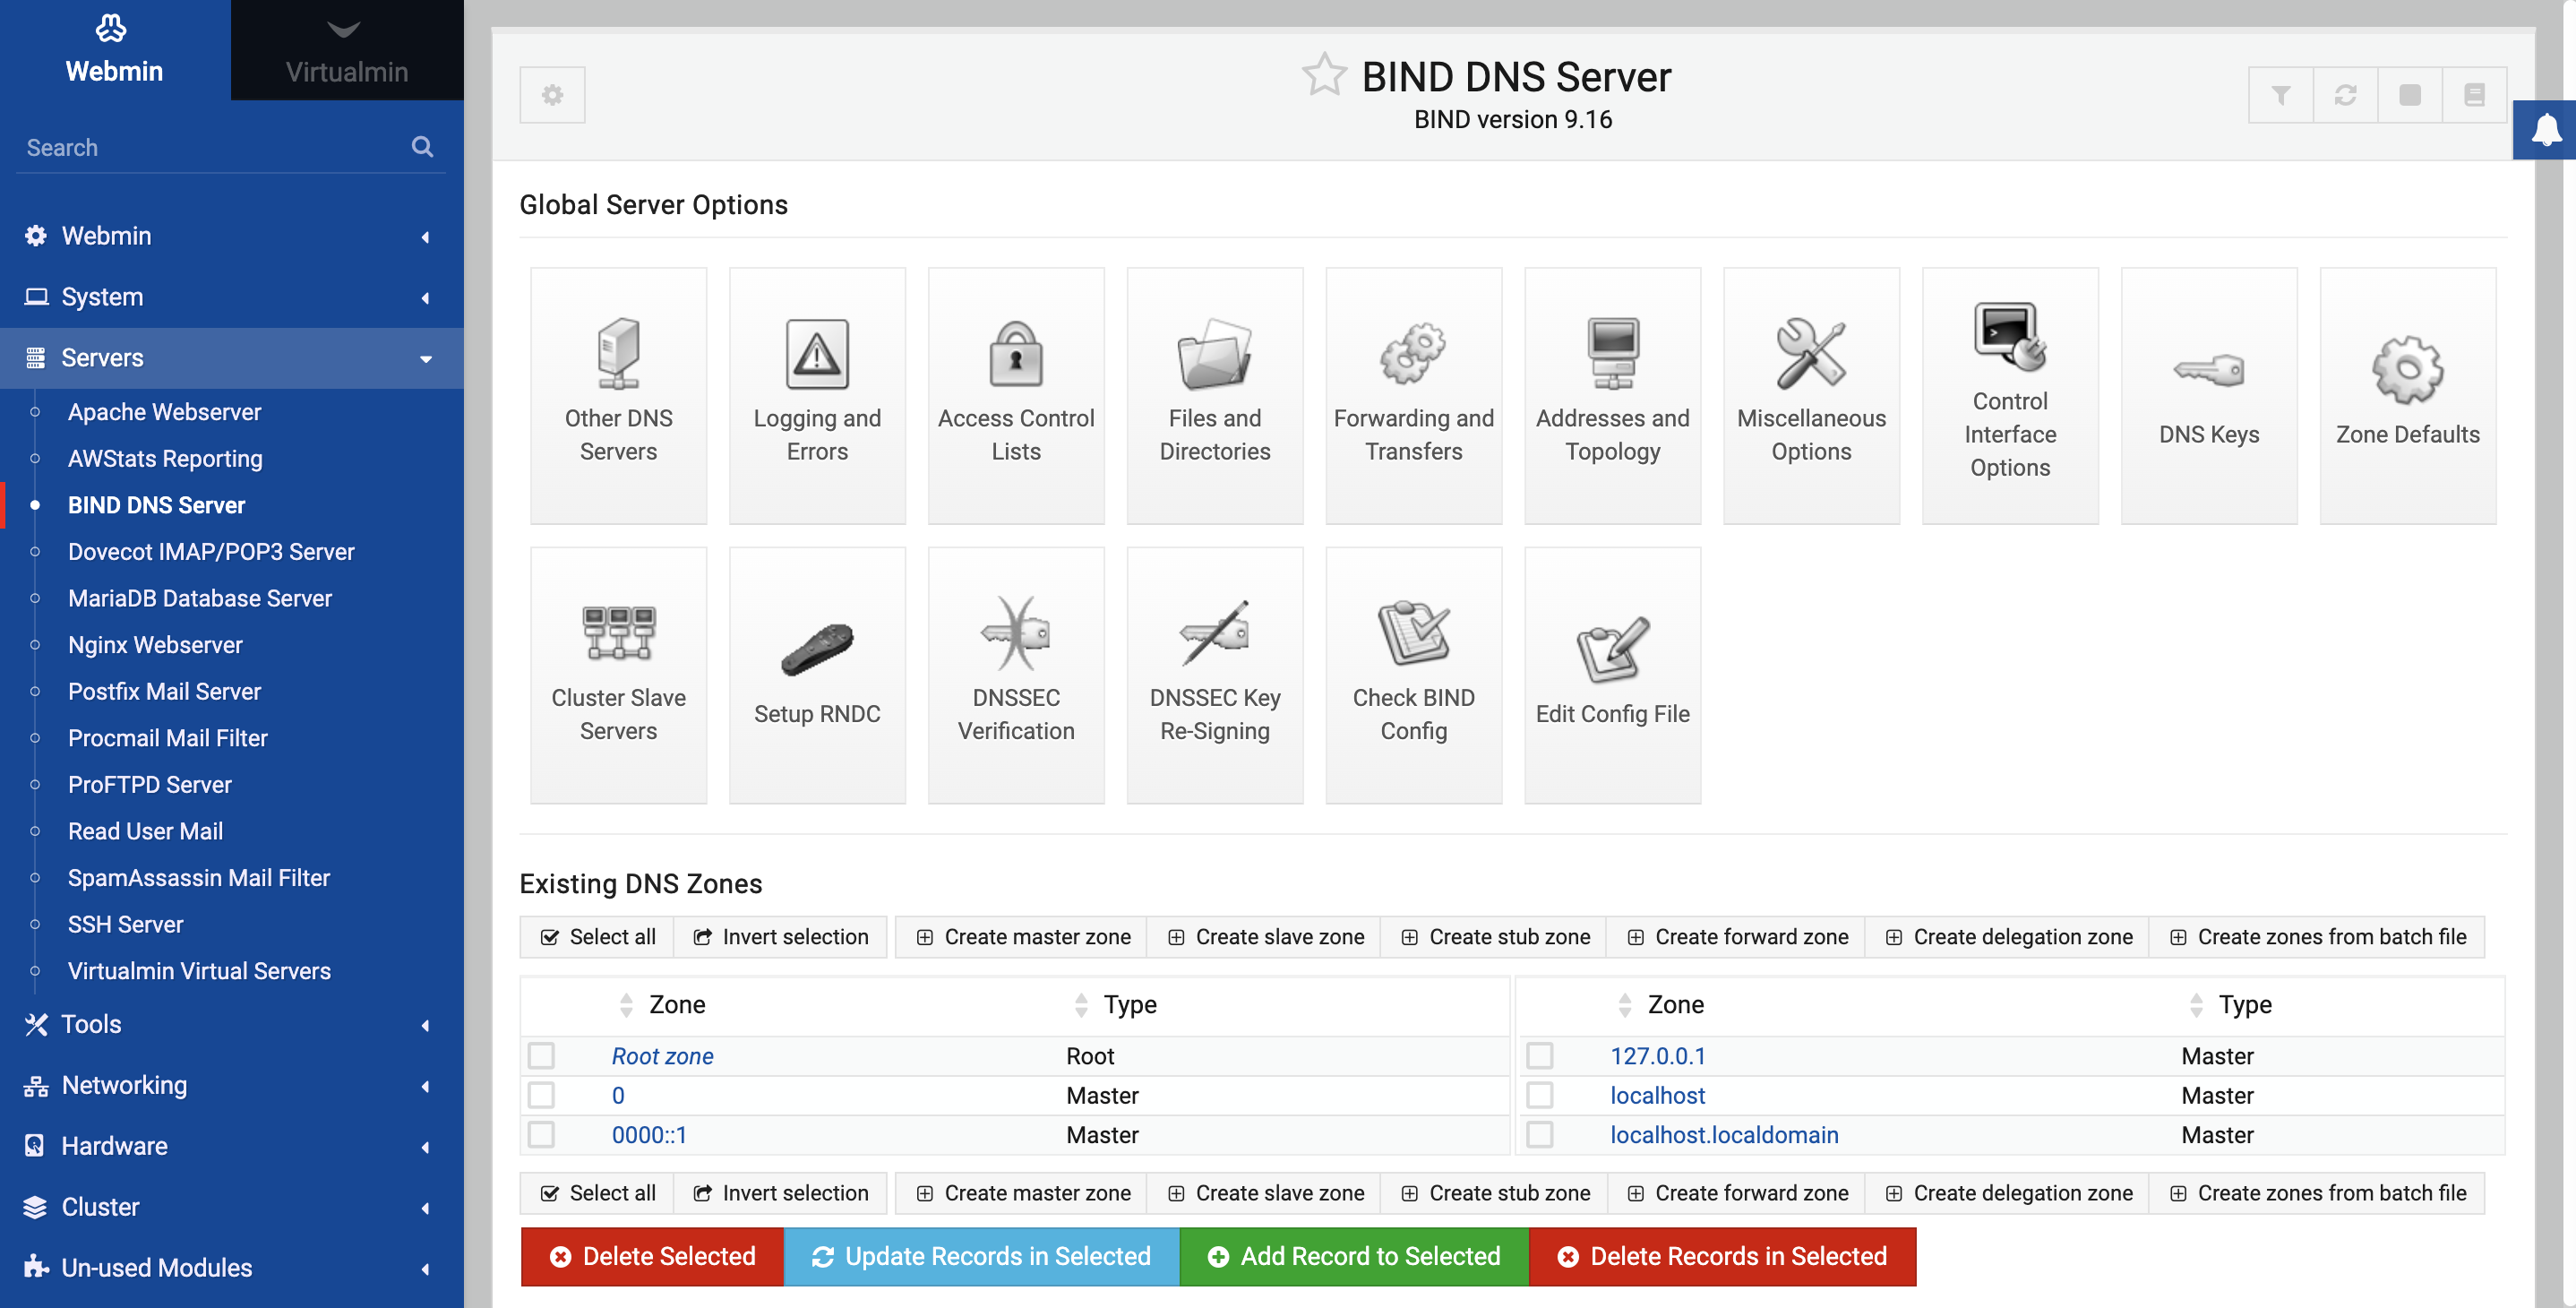 Webmin
Virtualmin
Search
Webmin
System
Servers
Apache Webserver
AWStats Reporting
BIND DNS Server
Dovecot IMAP/POP3 Server
MariaDB Database Server
Nginx Webserver
Postfix Mail Server
Procmail Mail Filter
ProFTPD Server
Read User Mail
SpamAssassin Mail Filter
SSH Server
Virtualmin Virtual Servers
Tools
Networking
Hardware
Cluster
Un-used Modules
BIND DNS Server
BIND version 9.16
Global Server Options
Other DNS
Servers
Logging and
Errors
Access Control
Lists
Files and
Directories
Forwarding and
Transfers
Addresses and
Topology
Miscellaneous
Options
Control
Interface
Options
DNS Keys
Zone Defaults
Cluster Slave
Servers
Setup RNDC
DNSSEC
Verification
DNSSEC Key
Re-Signing
Check BIND
Config
Edit Config File
Existing DNS Zones
Select all Invert selection Create master zone Create slave zone Create stub zone Create forward zone Create delegation zone Create zones from batch file
Zone Type Zone Type
Root zone Root 127.0.0.1 Master
0 Master localhost Master
0000::1 Master localhost.localdomain Master
Select all Invert selection Create master zone Create slave zone Create stub zone Create forward zone Create delegation zone Create zones from batch file
Delete Selected Update Records in Selected Add Record to Selected Delete Records in Selected